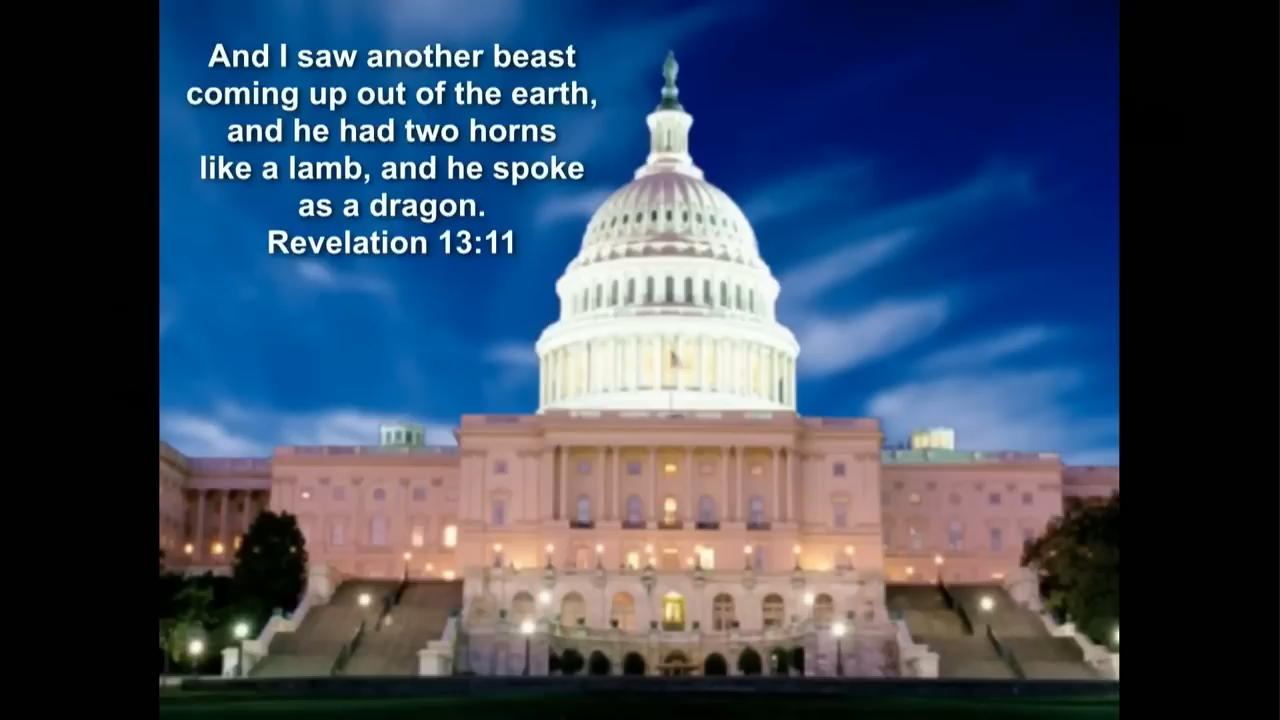 And I saw another beast
coming up out of the earth,
and he had two horns
like a lamb, and he spoke
as a dragon.
Revelation 13:11